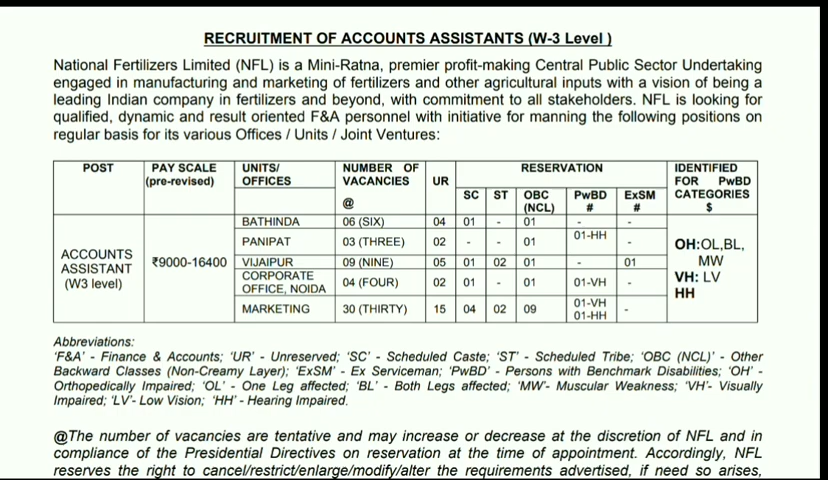 RECRUITMENT OF ACCOUNTS ASSISTANTS (W-3 Level )
National Fertilizers Limited (NFL) is a Mini-Ratna, premier profit-making Central Public Sector Undertaking
engaged in manufacturing and marketing of fertilizers and other agricultural inputs with a vision of being a
leading Indian company in fertilizers and beyond, with commitment to all stakeholders. NFL is looking for
qualified, dynamic and result oriented F&A personnel with initiative for manning the following positions on
regular basis for its various Offices / Units / Joint Ventures:
POST PAY SCALE (pre-revised) UNITS/ OFFICES NUMBER OF VACANCIES @ UR RESERVATION IDENTIFIED FOR PwBD CATEGORIES $
SC ST OBC (NCL) PwBD # ExSM #
ACCOUNTS ASSISTANT (W3 level) ₹9000-16400
BATHINDA 06 (SIX) 04 01 - 01 - -
PANIPAT 03 (THREE) 02 - - 01 01-HH -
VIJAIPUR 09 (NINE) 05 01 02 01 - 01
CORPORATE OFFICE, NOIDA 04 (FOUR) 02 01 - 01 01-VH -
MARKETING 30 (THIRTY) 15 04 02 09 01-VH 01-HH -
OH:OL,BL,
MW
VH: LV
HH
Abbreviations:
'F&A' - Finance & Accounts; 'UR' - Unreserved; 'SC' - Scheduled Caste; 'ST' - Scheduled Tribe; 'OBC (NCL)' - Other
Backward Classes (Non-Creamy Layer); 'ExSM' - Ex Serviceman; 'PwBD' - Persons with Benchmark Disabilities; 'OH' -
Orthopedically Impaired; 'OL' - One Leg affected; 'BL' - Both Legs affected; 'MW'- Muscular Weakness; 'VH'- Visually
Impaired; 'LV'- Low Vision; 'HH' - Hearing Impaired.
@The number of vacancies are tentative and may increase or decrease at the discretion of NFL and in
compliance of the Presidential Directives on reservation at the time of appointment. Accordingly, NFL
reserves the right to cancel/restrict/enlarge/modify/alter the requirements advertised, if need so arises,